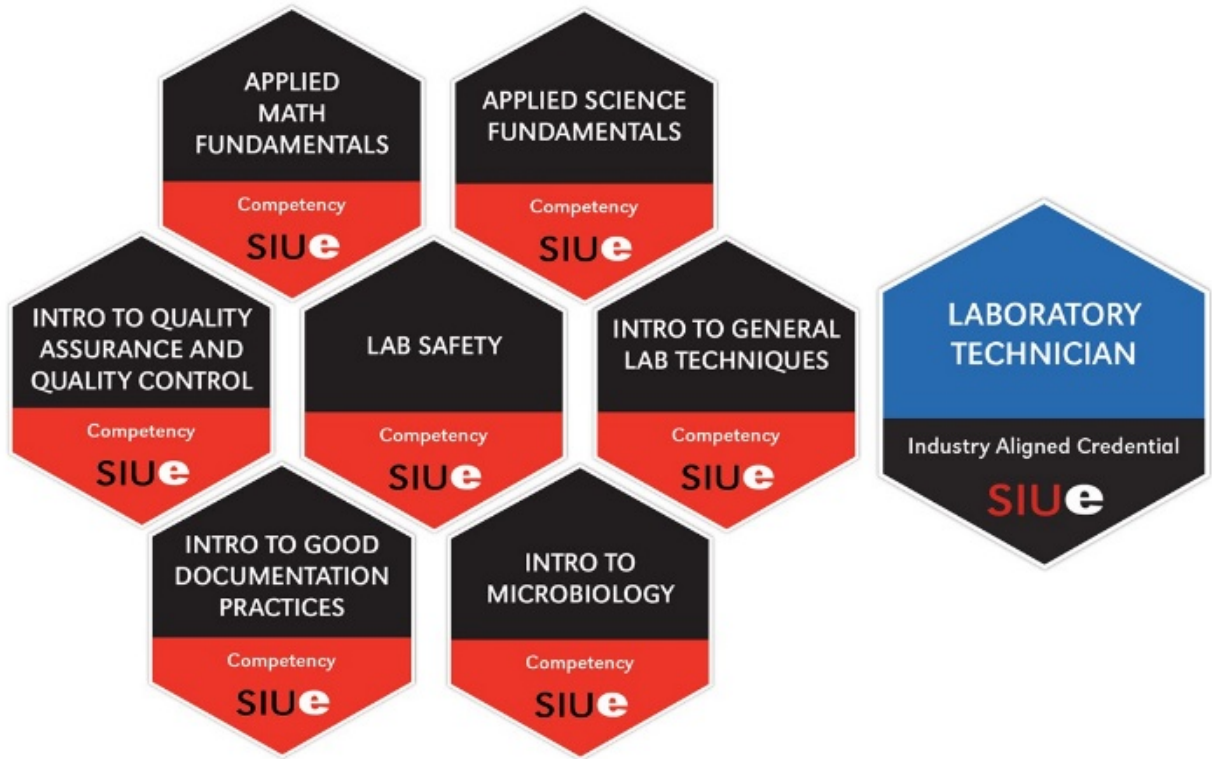 APPLIED
MATH
FUNDAMENTALS
Competency
SIUe
APPLIED SCIENCE
FUNDAMENTALS
Competency
SIUe
INTRO TO QUALITY
ASSURANCE AND
QUALITY CONTROL
Competency
SIUe
LAB SAFETY
Competency
SIUe
INTRO TO GENERAL
LAB TECHNIQUES
Competency
SIUe
LABORATORY
TECHNICIAN
Industry Aligned Credential
SIUe
INTRO TO GOOD
DOCUMENTATION
PRACTICES
Competency
SIUe
INTRO TO
MICROBIOLOGY
Competency
SIUe